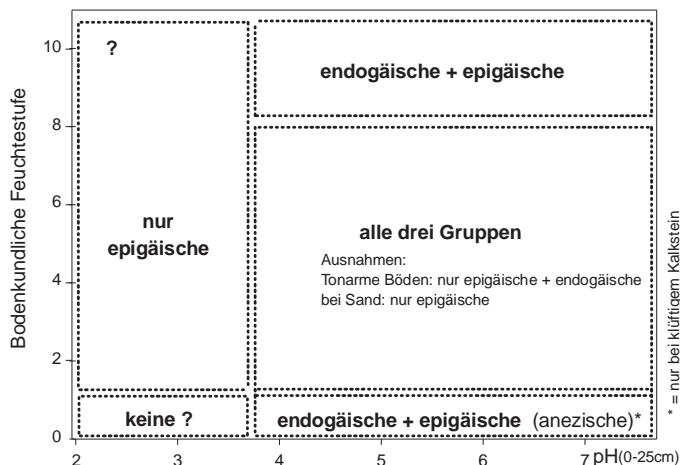 10
8
6
4
2
0
Bodenkundliche Feuchtestufe
?
endogäische + epigäische
nur
epigäische
alle drei Gruppen
Ausnahmen:
Tonarme Böden: nur epigäische + endogäische
bei Sand: nur epigäische
keine ?
endogäische + epigäische (anezische)*
2 3 4 5 6 7 pH(0-25cm)
* = nur bei klüftigem Kalkstein